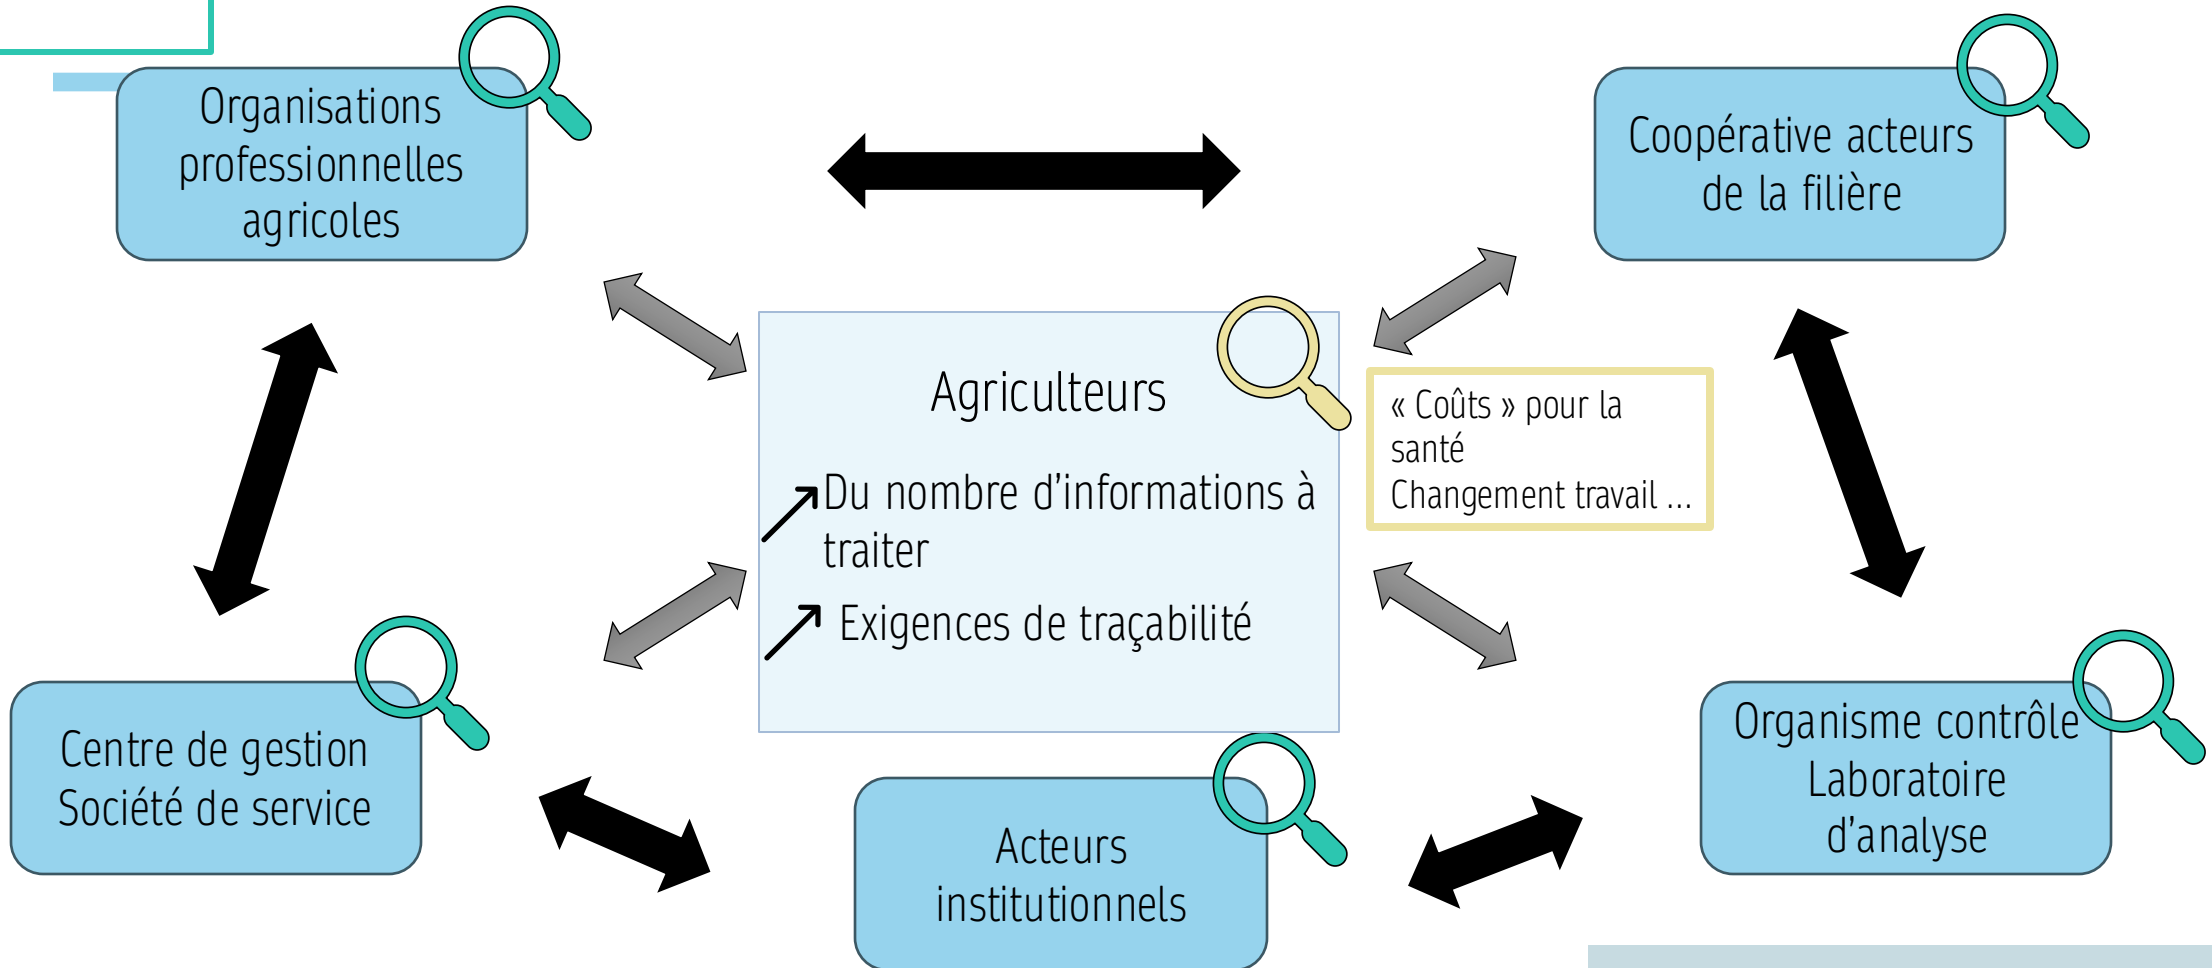 Organisations
professionnelles
agricoles
Coopérative acteurs
de la filière
Agriculteurs
Du nombre d'informations à
traiter
Exigences de traçabilité
« Coûts » pour la
santé
Changement travail ...
Centre de gestion
Société de service
Acteurs
institutionnels
Organisme contrôle
Laboratoire
d'analyse